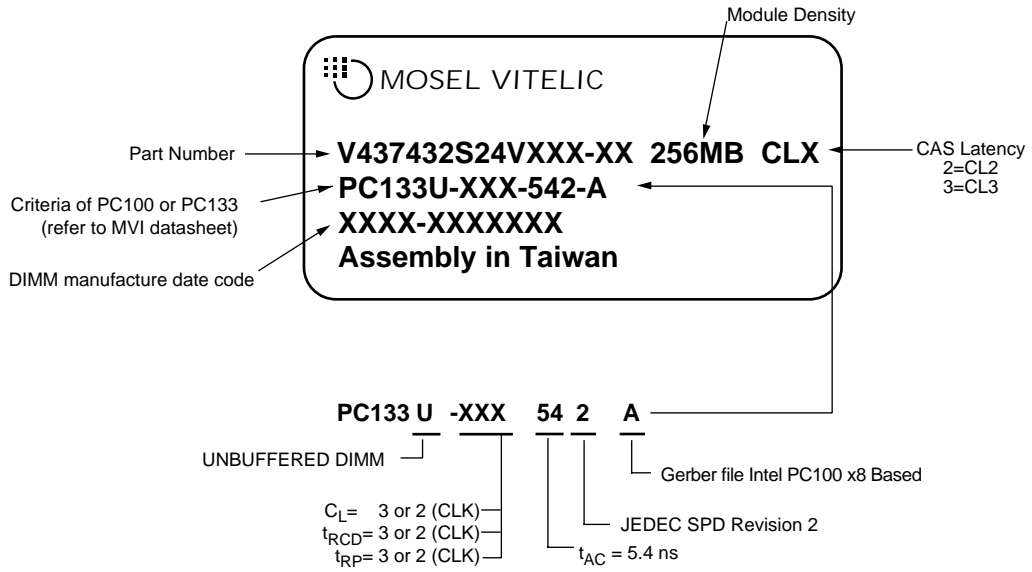 Module Density
MOSEL VITELIC
Part Number
V437432S24VXXX-XX 256MB CLX
CAS Latency
2=CL2
3=CL3
Criteria of PC100 or PC133
(refer to MVI datasheet)
PC133U-XXX-542-A
XXXX-XXXXXXX
DIMM manufacture date code
Assembly in Taiwan
PC133 U -XXX 54 2 A
UNBUFFERED DIMM
Gerber file Intel PC100 x8 Based
CL= 3 or 2 (CLK)
tRCD= 3 or 2 (CLK)
tRP= 3 or 2 (CLK)
JEDEC SPD Revision 2
tAC = 5.4 ns